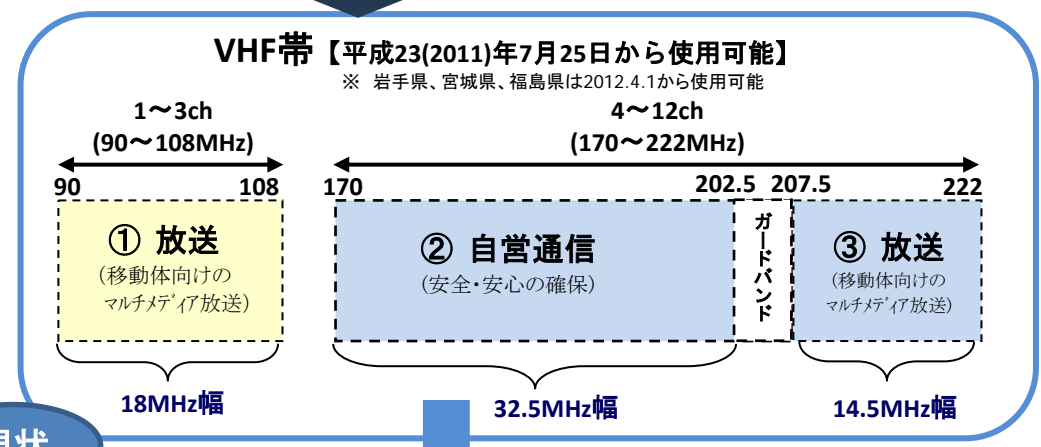 VHF帯【平成23(2011)年7月25日から使用可能】
※ 岩手県、宮城県、福島県は2012.4.1から使用可能
1～3ch
(90～108MHz)
4～12ch
(170～222MHz)
90
108
170
202.5
207.5
222
① 放送
(移動体向けの
マルチメディア放送)
② 自営通信
(安全・安心の確保)
ガードバンド
③ 放送
(移動体向けの
マルチメディア放送)
18MHz幅
32.5MHz幅
14.5MHz幅
現状